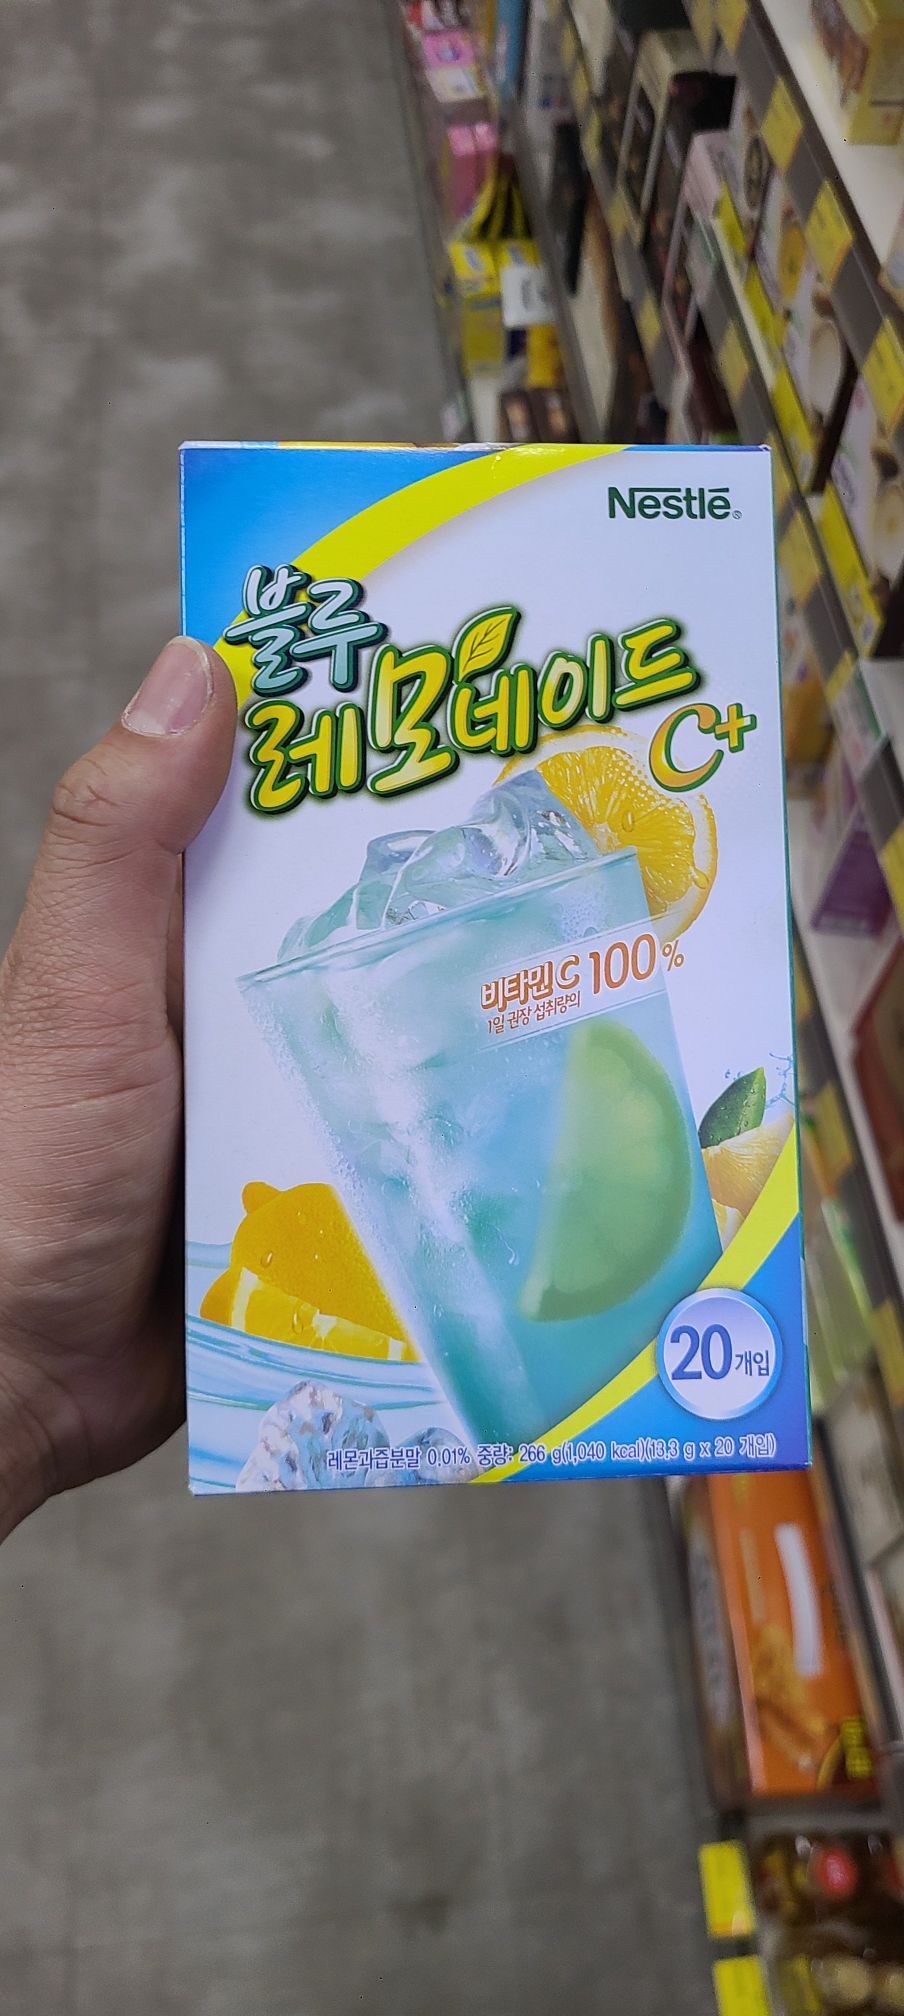 Nestlé
블루
레모네이드
C+
비타민C 100%
1일 권장 섭취량의
20개입
레몬과즙분말 0.01% 중량: 266 g(1,040 kcal)(13.3 g x 20 개입)